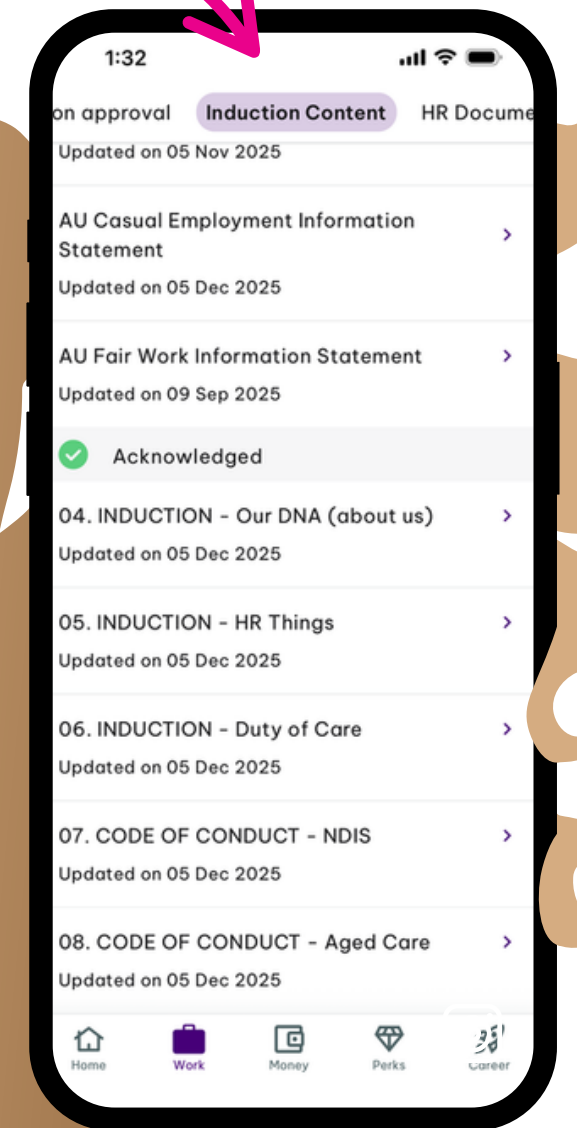 1:32
on approval Induction Content HR Docume
Updated on 05 Nov 2025
AU Casual Employment Information
Statement
Updated on 05 Dec 2025
AU Fair Work Information Statement
Updated on 09 Sep 2025
Acknowledged
04. INDUCTION - Our DNA (about us)
Updated on 05 Dec 2025
05. INDUCTION - HR Things
Updated on 05 Dec 2025
06. INDUCTION - Duty of Care
Updated on 05 Dec 2025
07. CODE OF CONDUCT - NDIS
Updated on 05 Dec 2025
08. CODE OF CONDUCT - Aged Care
Updated on 05 Dec 2025
Home Work Money Perks Career